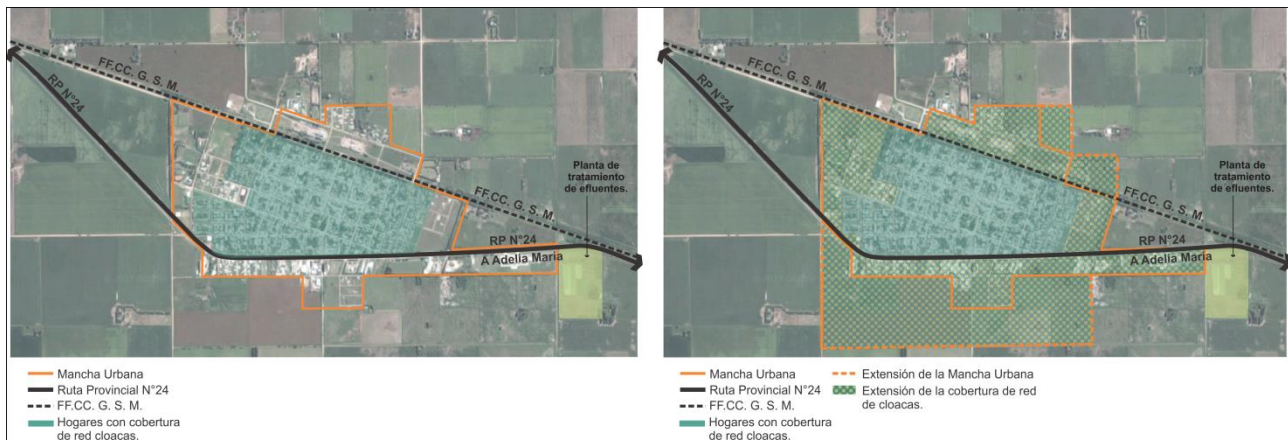 FF.CC. G. S. M.
RP N°24
Planta de
tratamiento
de efluentes.
FF.CC. G. S. M.
RP N°24
A Adelia María
Mancha Urbana
Ruta Provincial N°24
FF.CC. G. S. M.
Hogares con cobertura
de red cloacas.
FF.CC. G. S. M.
RP N°24
Planta de
tratamiento
de efluentes.
FF.CC. G. S. M.
RP N°24
A Adelia María
Mancha Urbana
Ruta Provincial N°24
FF.CC. G. S. M.
Hogares con cobertura
de red cloacas.
Extensión de la Mancha Urbana
Extensión de la cobertura de red
de cloacas.